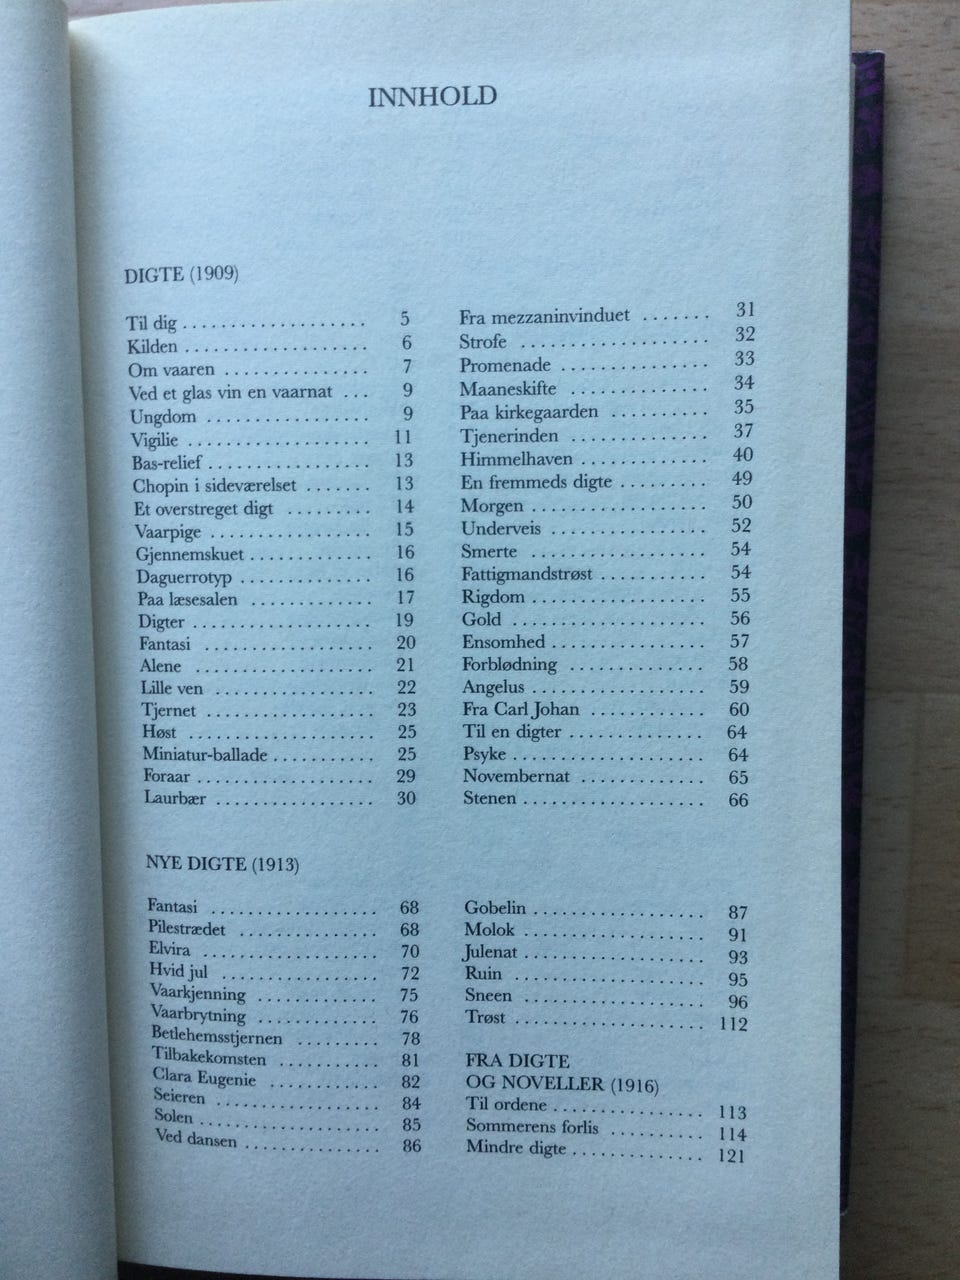 INNHOLD
DIGTE (1909)
Til dig ................... 5
Kilden ................... 6
Om vaaren ............... 7
Ved et glas vin en vaarnat ... 9
Ungdom ................. 9
Vigilie ................... 11
Bas-relief ................. 13
Chopin i sideværelset ....... 13
Et overstreget digt ......... 14
Vaarpige ................. 15
Gjennemskuet ............. 16
Daguerrotyp .............. 16
Paa læsesalen ............. 17
Digter ................... 19
Fantasi .................. 20
Alene ................... 21
Lille ven ................. 22
Tjernet .................. 23
Høst .................... 25
Miniatur-ballade ........... 25
Foraar ................... 29
Laurbær ................. 30
Fra mezzaninvinduet ....... 31
Strofe .................... 32
Promenade ............... 33
Maaneskifte .............. 34
Paa kirkegaarden .......... 35
Tjenerinden .............. 37
Himmelhaven ............. 40
En fremmeds digte ......... 49
Morgen .................. 50
Underveis ................ 52
Smerte .................. 54
Fattigmandstrøst ........... 54
Rigdom .................. 55
Gold .................... 56
Ensomhed ................ 57
Forblødning .............. 58
Angelus .................. 59
Fra Carl Johan ............ 60
Til en digter .............. 64
Psyke .................... 64
Novembernat ............. 65
Stenen ................... 66
NYE DIGTE (1913)
Fantasi .................. 68
Pilestrædet ............... 68
Elvira ................... 70
Hvid jul ................. 72
Vaarkjenning ............. 75
Vaarbrytning ............. 76
Betlehemsstjernen ......... 78
Tilbakekomsten ........... 81
Clara Eugenie ............ 82
Seieren .................. 84
Solen .................... 85
Ved dansen ............... 86
Gobelin .................. 87
Molok ................... 91
Julenat ................... 93
Ruin .................... 95
Sneen ................... 96
Trøst .................... 112
FRA DIGTE
OG NOVELLER (1916)
Til ordene ................ 113
Sommerens forlis .......... 114
Mindre digte .............. 121